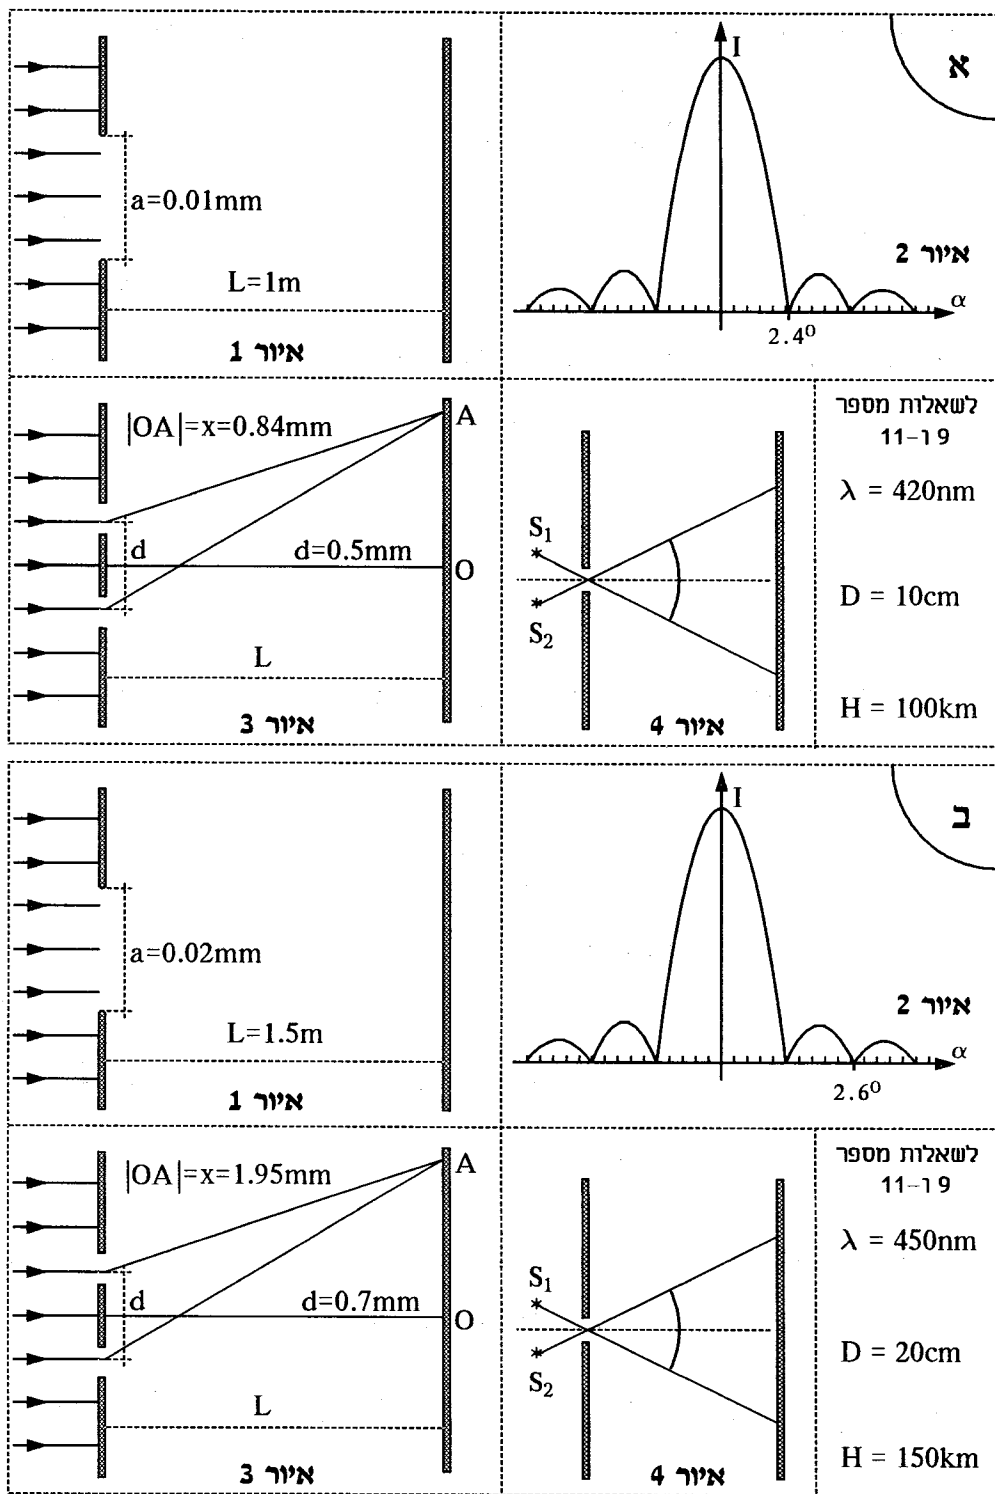 א
a=0.01mm
L=1m
איור 1
I
איור 2
α
2.4⁰
|OA|=x=0.84mm
A
d
d=0.5mm
O
L
איור 3
S₁
S₂
איור 4
לשאלות מספר
9 ו-11
λ = 420nm
D = 10cm
H = 100km
ב
a=0.02mm
L=1.5m
איור 1
I
איור 2
α
2.6⁰
|OA|=x=1.95mm
A
d
d=0.7mm
O
L
איור 3
S₁
S₂
איור 4
לשאלות מספר
9 ו-11
λ = 450nm
D = 20cm
H = 150km